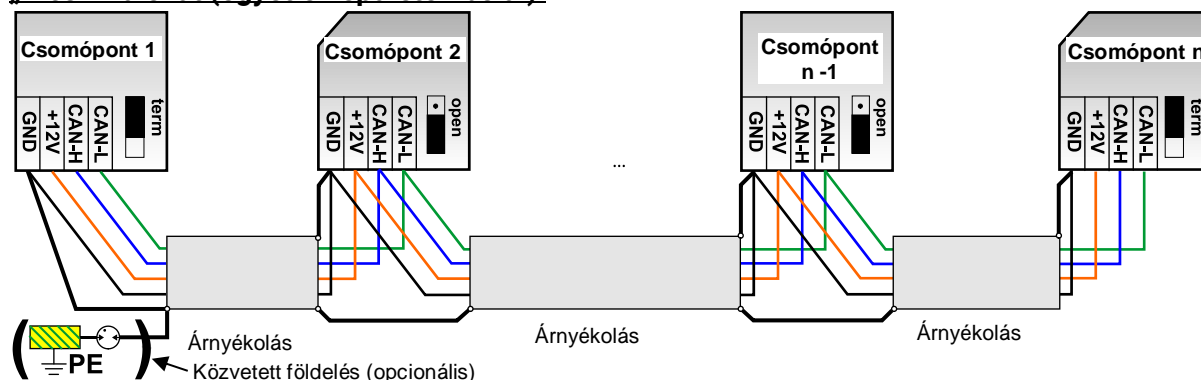 Csomópont 1
Csomópont 2
Csomópont
n -1
Csomópont n
GND
+12V
CAN-H
CAN-L
term
GND
+12V
CAN-H
CAN-L
open
GND
+12V
CAN-H
CAN-L
open
GND
+12V
CAN-H
CAN-L
term
...
Árnyékolás
Árnyékolás
Árnyékolás
( PE )
Közvetett földelés (opcionális)